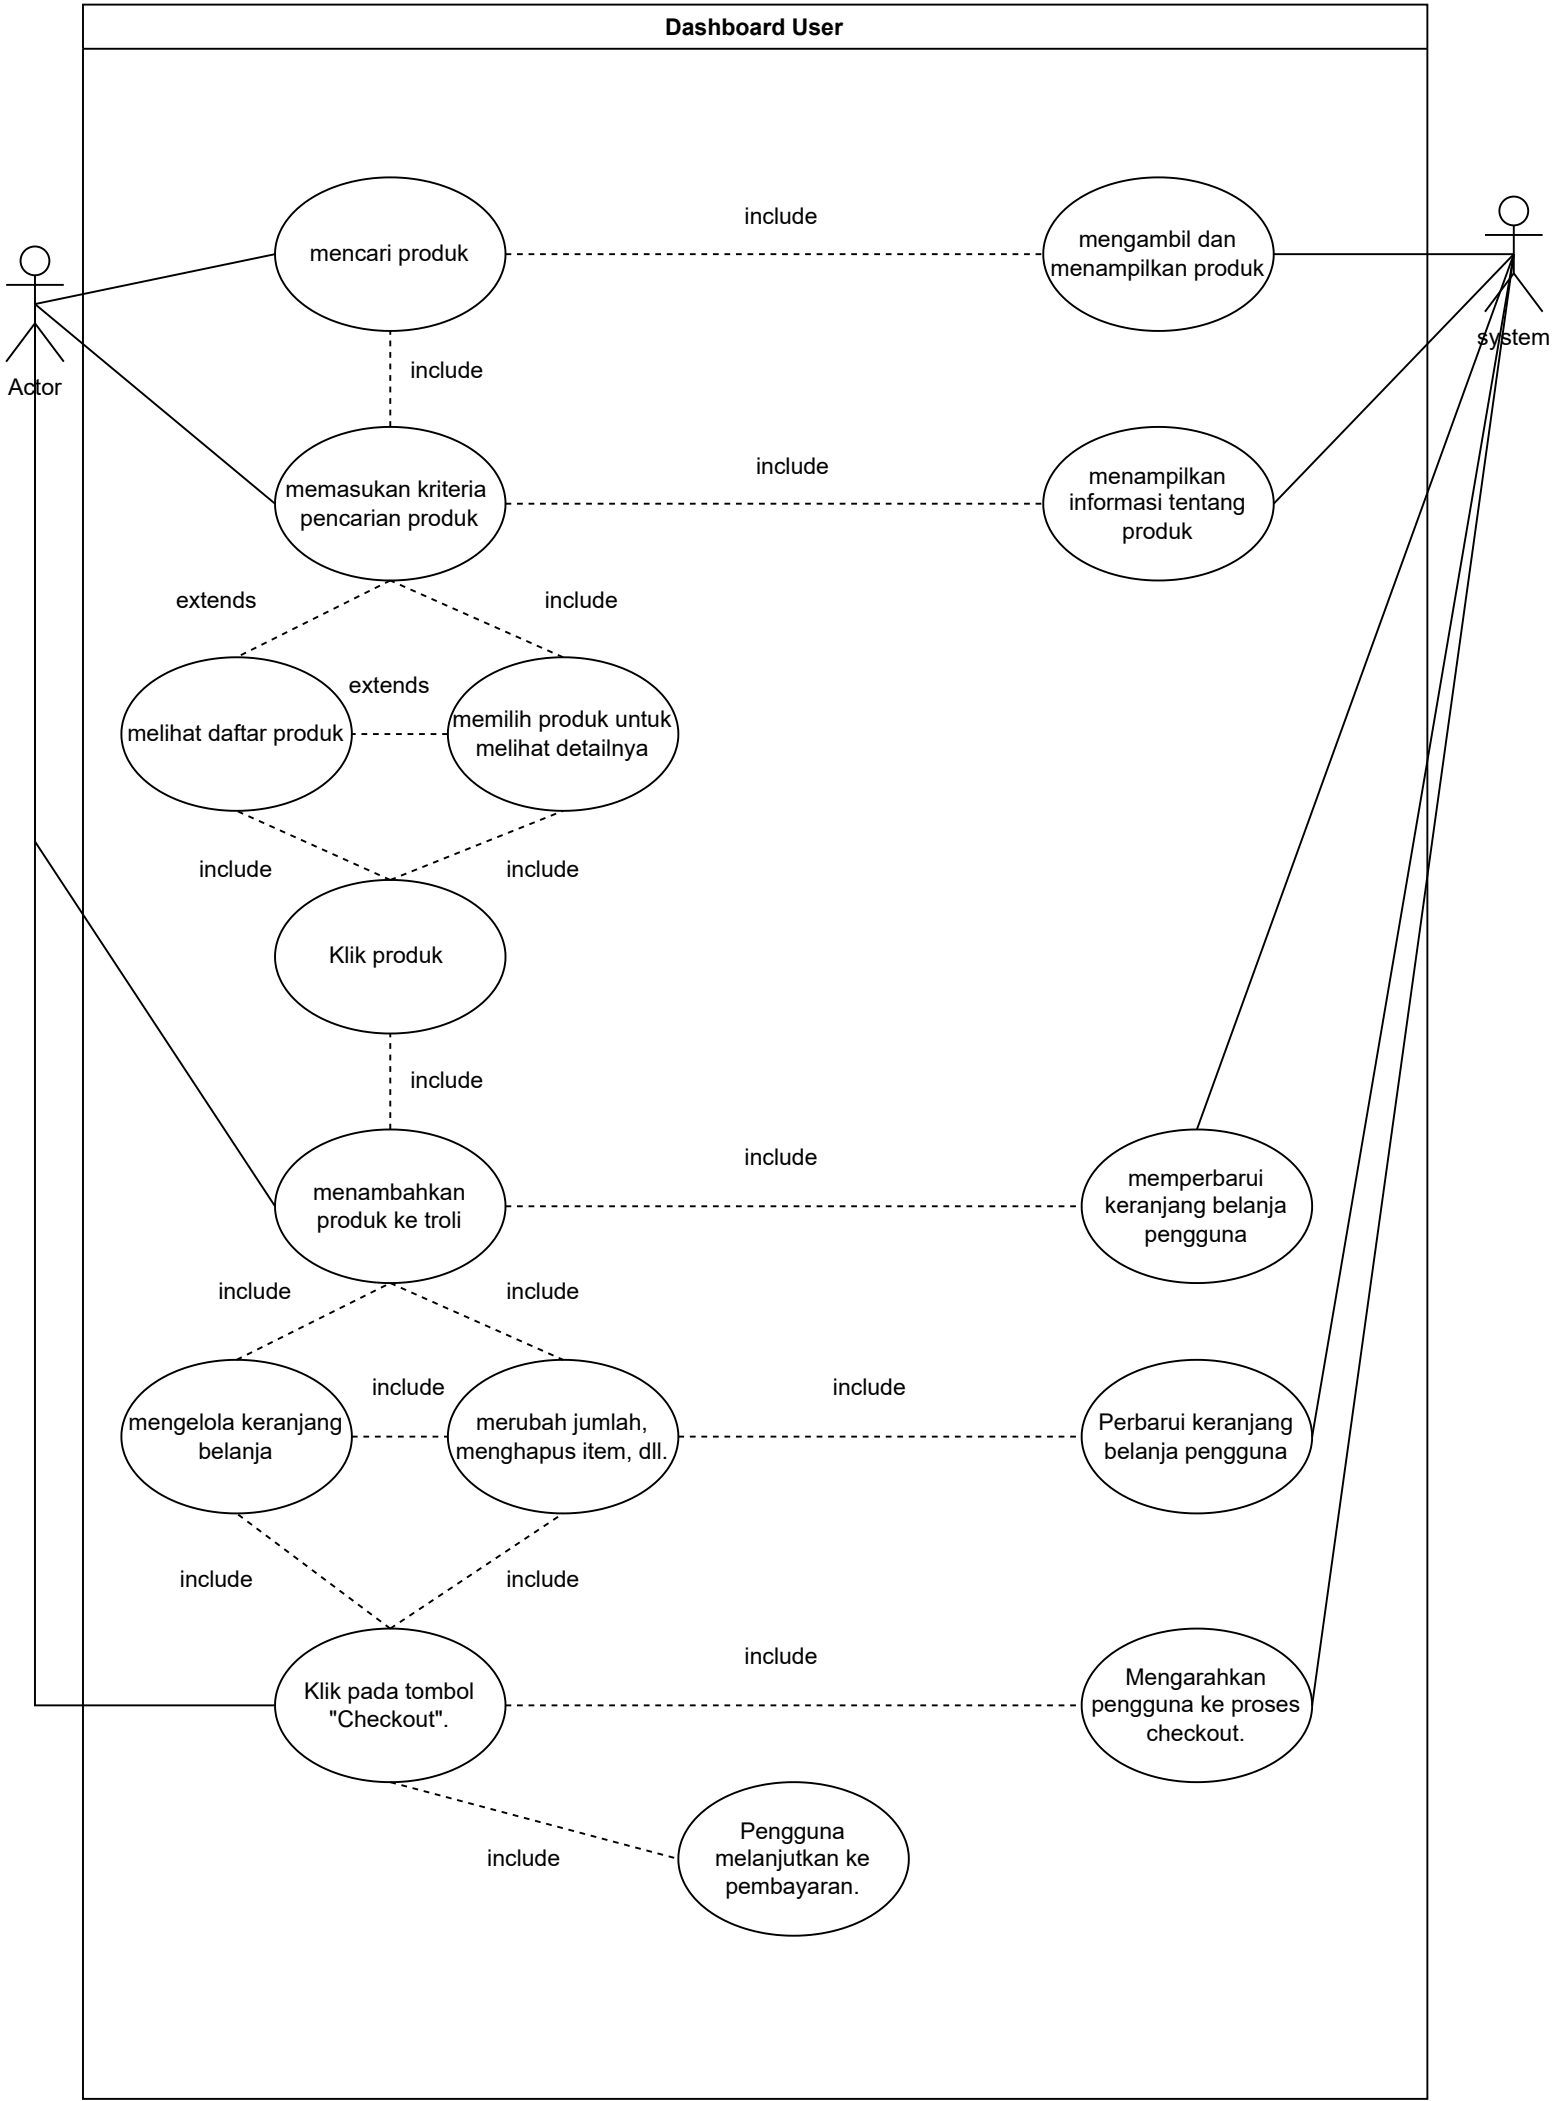 Dashboard User
include
mencari produk
mengambil dan
menampilkan produk
system
Actor
include
include
memasukan kriteria
pencarian produk
menampilkan
informasi tentang
produk
extends
include
extends
melihat daftar produk
memilih produk untuk
melihat detailnya
include
include
Klik produk
include
include
menambahkan
produk ke troli
memperbarui
keranjang belanja
pengguna
include
include
include
include
mengelola keranjang
belanja
merubah jumlah,
menghapus item, dll.
Perbarui keranjang
belanja pengguna
include
include
include
Klik pada tombol
"Checkout".
Mengarahkan
pengguna ke proses
checkout.
include
Pengguna
melanjutkan ke
pembayaran.